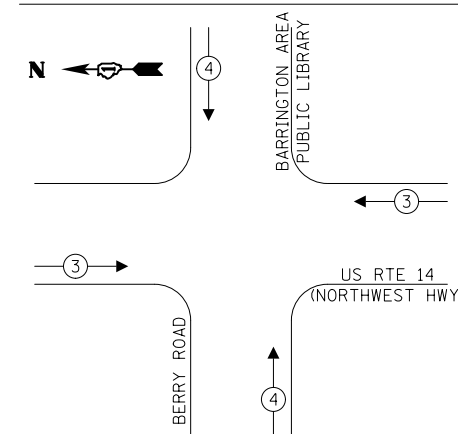 N
4
BARRINGTON AREA
PUBLIC LIBRARY
3
3
US RTE 14
(NORTHWEST HWY
BERRY ROAD
4